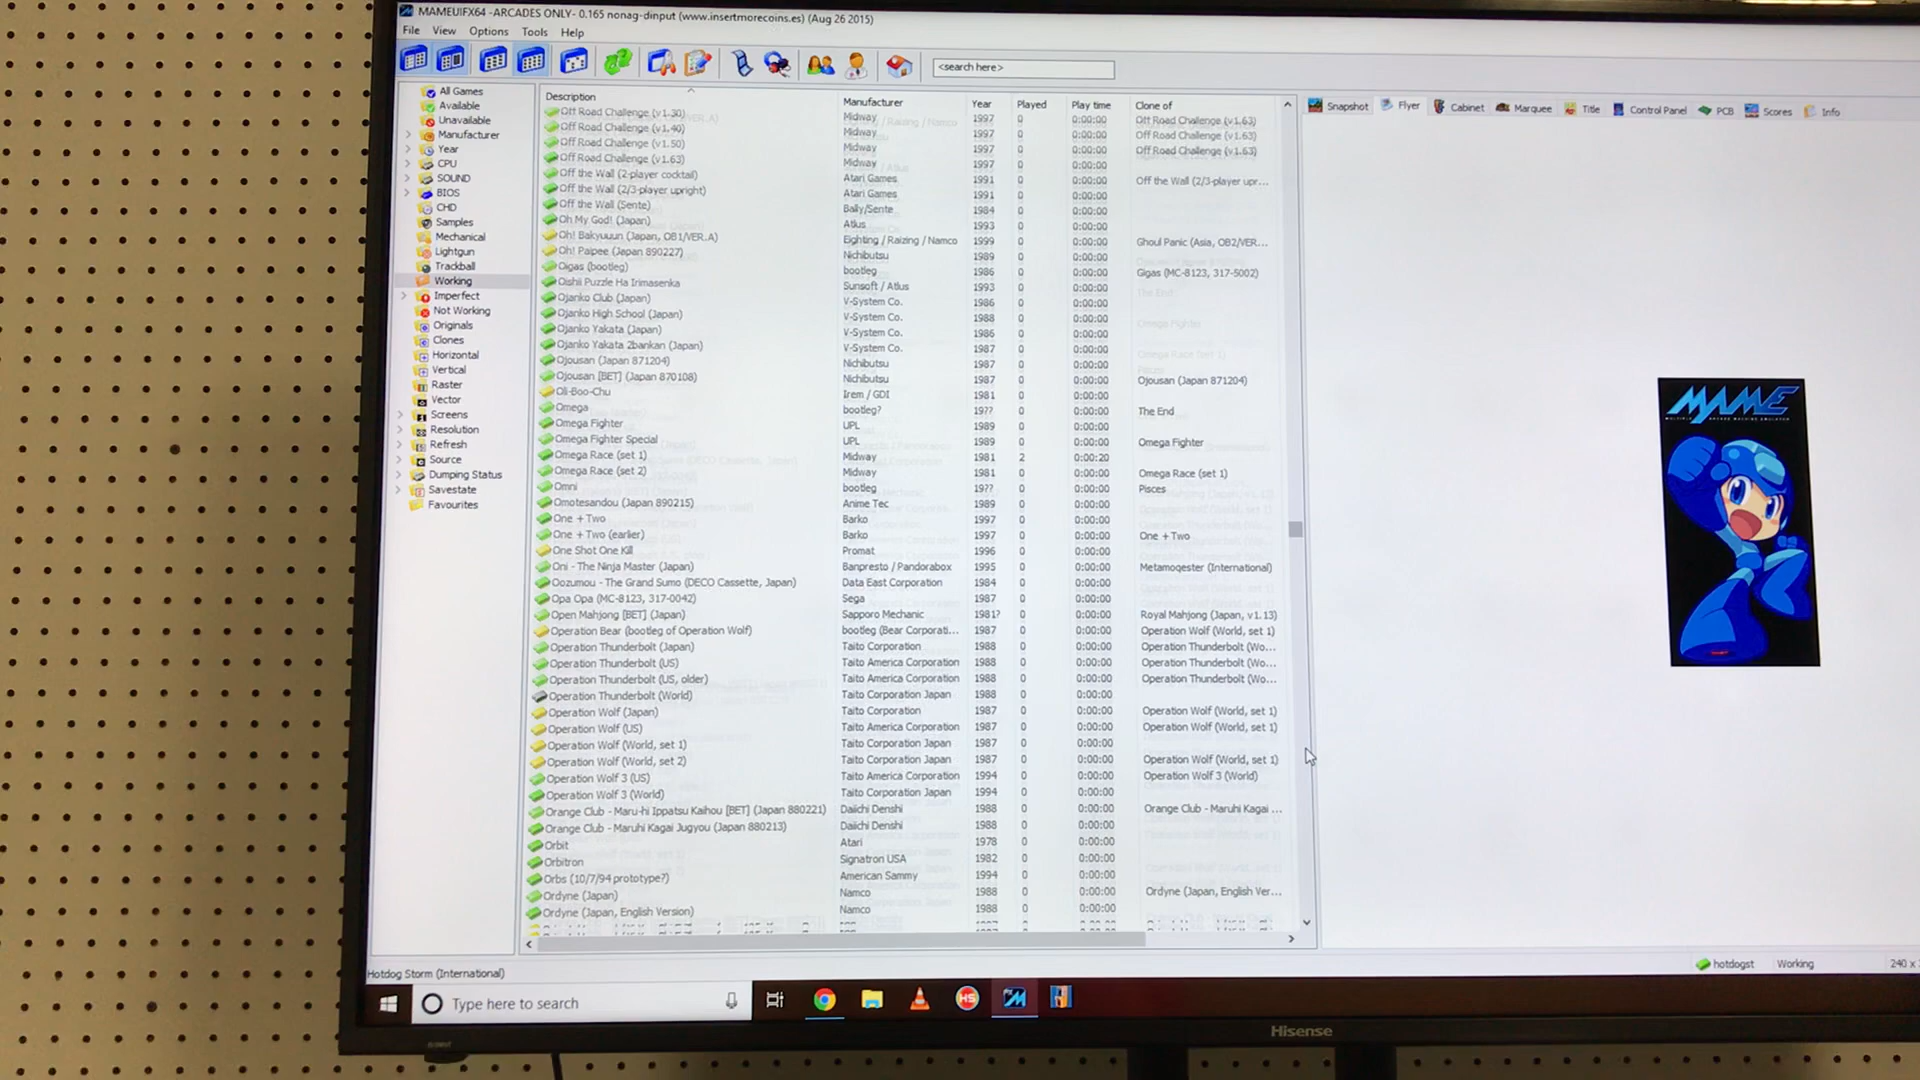 MAMEUIFX64 -ARCADES ONLY- 0.165 nonag-dinput (www.insertmorecoins.es) (Aug 26 2015)
File View Options Tools Help
<search here>
All Games
Available
Unavailable
Manufacturer
Year
CPU
SOUND
BIOS
CHD
Samples
Mechanical
Lightgun
Trackball
Working
Imperfect
Not Working
Originals
Clones
Horizontal
Vertical
Raster
Vector
Screens
Resolution
Refresh
Source
Dumping Status
Savestate
Favourites
Description Manufacturer Year Played Play time Clone of
Off Road Challenge (v1.30) Midway 1997 0 0:00:00 Off Road Challenge (v1.63)
Off Road Challenge (v1.40) Midway 1997 0 0:00:00 Off Road Challenge (v1.63)
Off Road Challenge (v1.50) Midway 1997 0 0:00:00 Off Road Challenge (v1.63)
Off Road Challenge (v1.63) Midway 1997 0 0:00:00
Off the Wall (2-player cocktail) Atari Games 1991 0 0:00:00 Off the Wall (2/3-player upr...
Off the Wall (2/3-player upright) Atari Games 1991 0 0:00:00
Off the Wall (Sente) Bally/Sente 1984 0 0:00:00
Oh My God! (Japan) Atlus 1993 0 0:00:00
Oh! Bakyuuun (Japan, OB1/VER.A) Eighting / Raizing / Namco 1999 0 0:00:00 Ghoul Panic (Asia, OB2/VER...
Oh! Paipee (Japan 890227) Nichibutsu 1989 0 0:00:00
Oigas (bootleg) bootleg 1986 0 0:00:00 Gigas (MC-8123, 317-5002)
Oishii Puzzle Ha Irimasenka Sunsoft / Atlus 1993 0 0:00:00
Ojanko Club (Japan) V-System Co. 1986 0 0:00:00
Ojanko High School (Japan) V-System Co. 1988 0 0:00:00
Ojanko Yakata (Japan) V-System Co. 1986 0 0:00:00
Ojanko Yakata 2bankan (Japan) V-System Co. 1987 0 0:00:00
Ojousan (Japan 871204) Nichibutsu 1987 0 0:00:00
Ojousan [BET] (Japan 870108) Nichibutsu 1987 0 0:00:00 Ojousan (Japan 871204)
Oli-Boo-Chu Irem / GDI 1981 0 0:00:00
Omega bootleg? 19?? 0 0:00:00 The End
Omega Fighter UPL 1989 0 0:00:00
Omega Fighter Special UPL 1989 0 0:00:00 Omega Fighter
Omega Race (set 1) Midway 1981 2 0:00:20
Omega Race (set 2) Midway 1981 0 0:00:00 Omega Race (set 1)
Omni bootleg 19?? 0 0:00:00 Pisces
Omotesandou (Japan 890215) Anime Tec 1989 0 0:00:00
One + Two Barko 1997 0 0:00:00
One + Two (earlier) Barko 1997 0 0:00:00 One + Two
One Shot One Kill Promat 1996 0 0:00:00
Oni - The Ninja Master (Japan) Banpresto / Pandorabox 1995 0 0:00:00 Metamoqester (International)
Oozumou - The Grand Sumo (DECO Cassette, Japan) Data East Corporation 1984 0 0:00:00
Opa Opa (MC-8123, 317-0042) Sega 1987 0 0:00:00
Open Mahjong [BET] (Japan) Sapporo Mechanic 1981? 0 0:00:00 Royal Mahjong (Japan, v1.13)
Operation Bear (bootleg of Operation Wolf) bootleg (Bear Corporati... 1987 0 0:00:00 Operation Wolf (World, set 1)
Operation Thunderbolt (Japan) Taito Corporation 1988 0 0:00:00 Operation Thunderbolt (Wo...
Operation Thunderbolt (US) Taito America Corporation 1988 0 0:00:00 Operation Thunderbolt (Wo...
Operation Thunderbolt (US, older) Taito America Corporation 1988 0 0:00:00 Operation Thunderbolt (Wo...
Operation Thunderbolt (World) Taito Corporation Japan 1988 0 0:00:00
Operation Wolf (Japan) Taito Corporation 1987 0 0:00:00 Operation Wolf (World, set 1)
Operation Wolf (US) Taito America Corporation 1987 0 0:00:00 Operation Wolf (World, set 1)
Operation Wolf (World, set 1) Taito Corporation Japan 1987 0 0:00:00
Operation Wolf (World, set 2) Taito Corporation Japan 1987 0 0:00:00 Operation Wolf (World, set 1)
Operation Wolf 3 (US) Taito America Corporation 1994 0 0:00:00 Operation Wolf 3 (World)
Operation Wolf 3 (World) Taito Corporation Japan 1994 0 0:00:00
Orange Club - Maru-hi Ippatsu Kaihou [BET] (Japan 880221) Daiichi Denshi 1988 0 0:00:00 Orange Club - Maruhi Kagai ...
Orange Club - Maruhi Kagai Jugyou (Japan 880213) Daiichi Denshi 1988 0 0:00:00
Orbit Atari 1978 0 0:00:00
Orbitron Signatron USA 1982 0 0:00:00
Orbs (10/7/94 prototype?) American Sammy 1994 0 0:00:00
Ordyne (Japan) Namco 1988 0 0:00:00 Ordyne (Japan, English Ver...
Ordyne (Japan, English Version) Namco 1988 0 0:00:00
Snapshot Flyer Cabinet Marquee Title Control Panel PCB Scores Info
MAME
Hotdog Storm (International)
hotdogst Working 240 x
Type here to search
HS
Hisense